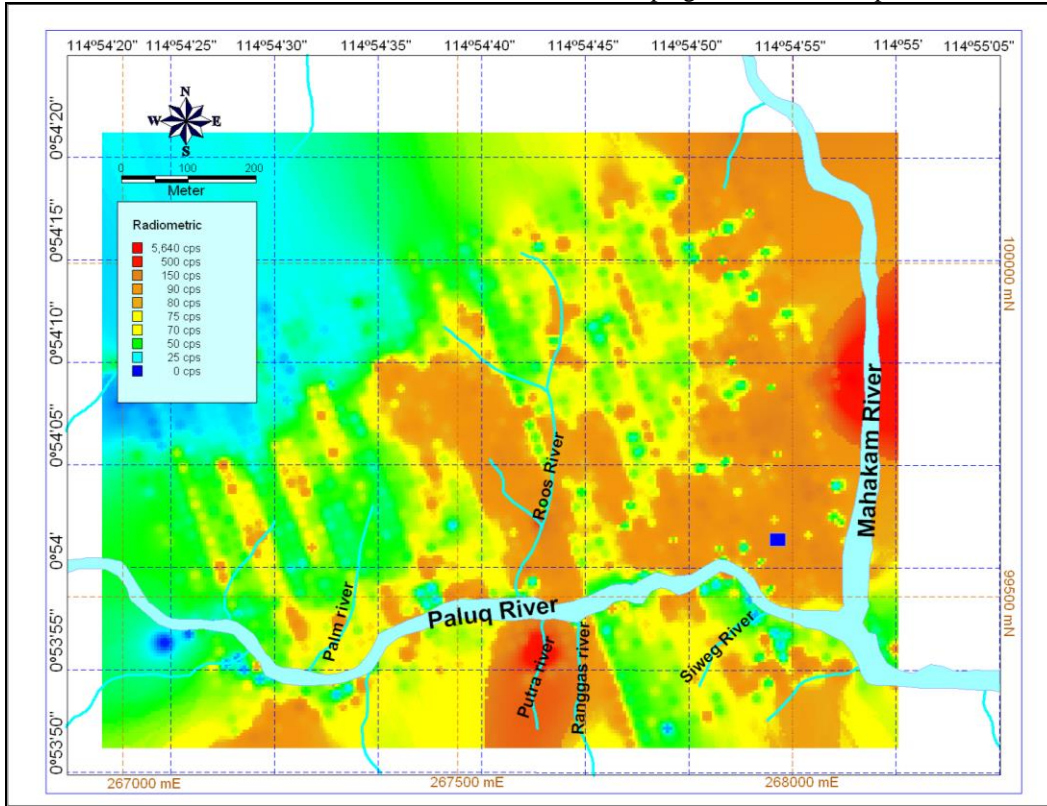 114º54'20" 114º54'25" 114º54'30" 114º54'35" 114º54'40" 114º54'45" 114º54'50" 114º54'55" 114º55' 114º55'05"
N
W E
S
0 100 200
Meter
Radiometric
5,640 cps
500 cps
150 cps
90 cps
80 cps
75 cps
70 cps
50 cps
25 cps
0 cps
0º54'20"
0º54'15"
0º54'10"
0º54'05"
0º54'
0º53'55"
0º53'50"
100000 mN
99500 mN
Mahakam River
Roos River
Palm river
Paluq River
Putra river
Ranggas river
Siweg River
267000 mE 267500 mE 268000 mE